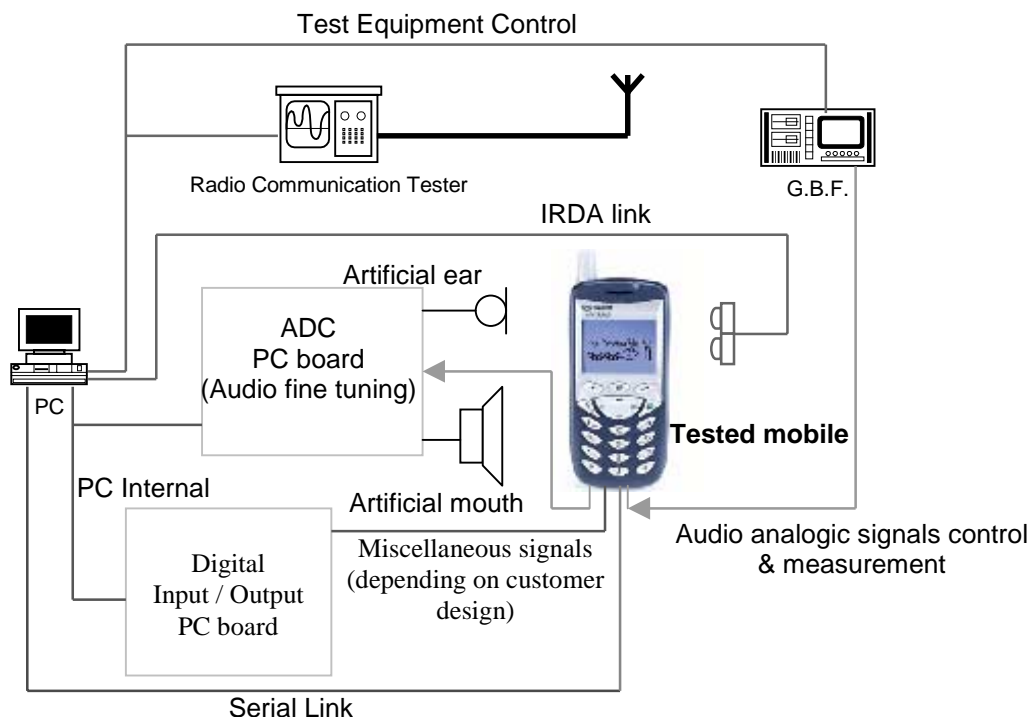 Test Equipment Control
Radio Communication Tester
G.B.F.
IRDA link
Artificial ear
ADC
PC board
(Audio fine tuning)
PC
Tested mobile
PC Internal
Artificial mouth
Audio analogic signals control
& measurement
Miscellaneous signals
(depending on customer
design)
Digital
Input / Output
PC board
Serial Link